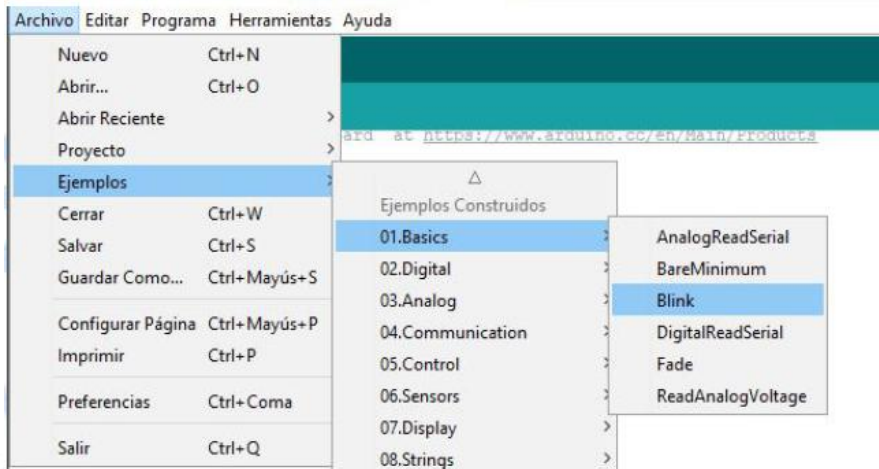 Archivo Editar Programa Herramientas Ayuda
Nuevo Ctrl+N
Abrir... Ctrl+O
Abrir Reciente
Proyecto
Ejemplos
Cerrar Ctrl+W
Salvar Ctrl+S
Guardar Como... Ctrl+Mayús+S
Configurar Página Ctrl+Mayús+P
Imprimir Ctrl+P
Preferencias Ctrl+Coma
Salir Ctrl+Q
ard at https://www.arduino.cc/en/Main/Products
Ejemplos Construidos
01.Basics
02.Digital
03.Analog
04.Communication
05.Control
06.Sensors
07.Display
08.Strings
AnalogReadSerial
BareMinimum
Blink
DigitalReadSerial
Fade
ReadAnalogVoltage